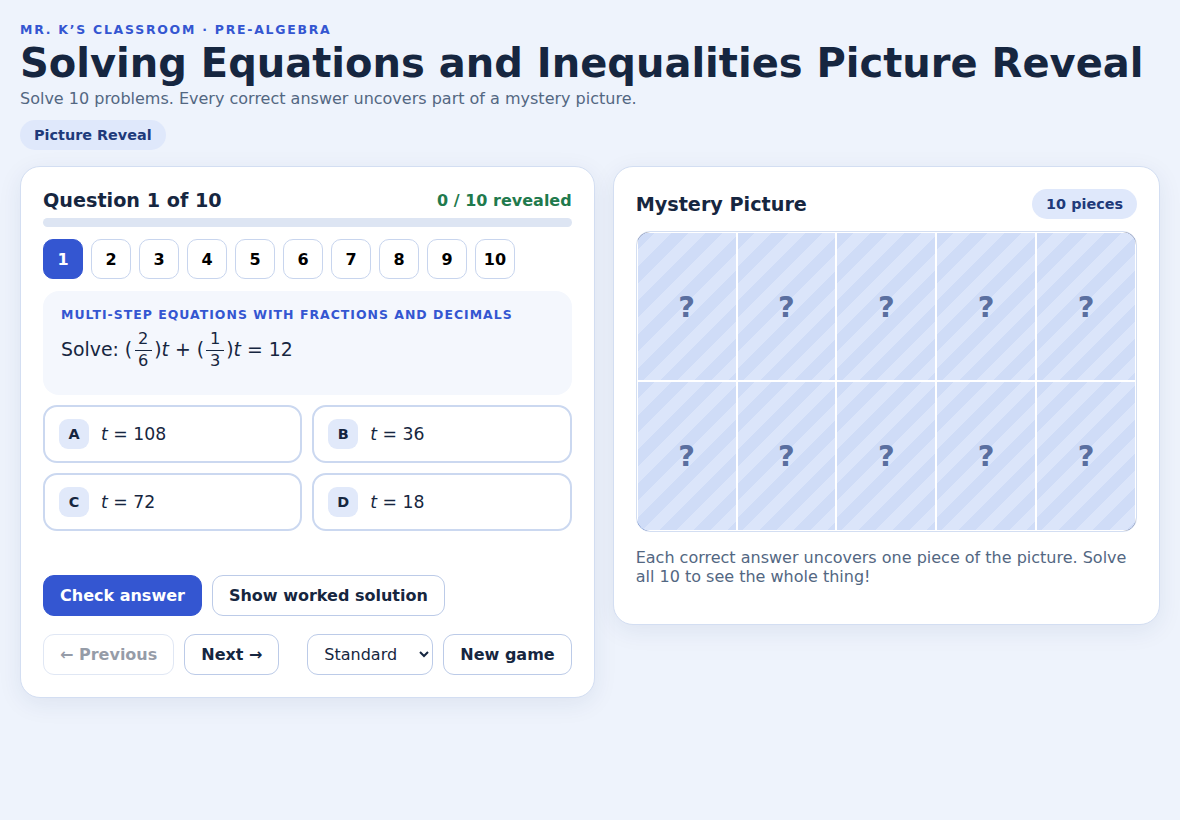 MR. K’S CLASSROOM · PRE-ALGEBRA
Solving Equations and Inequalities Picture Reveal
Solve 10 problems. Every correct answer uncovers part of a mystery picture.
Picture Reveal
Question 1 of 10
0 / 10 revealed
1 2 3 4 5 6 7 8 9 10
MULTI-STEP EQUATIONS WITH FRACTIONS AND DECIMALS
Solve: (2/6)t + (1/3)t = 12
A t = 108
B t = 36
C t = 72
D t = 18
Check answer
Show worked solution
← Previous
Next →
Standard
New game
Mystery Picture
10 pieces
? ? ? ? ?
? ? ? ? ?
Each correct answer uncovers one piece of the picture. Solve
all 10 to see the whole thing!